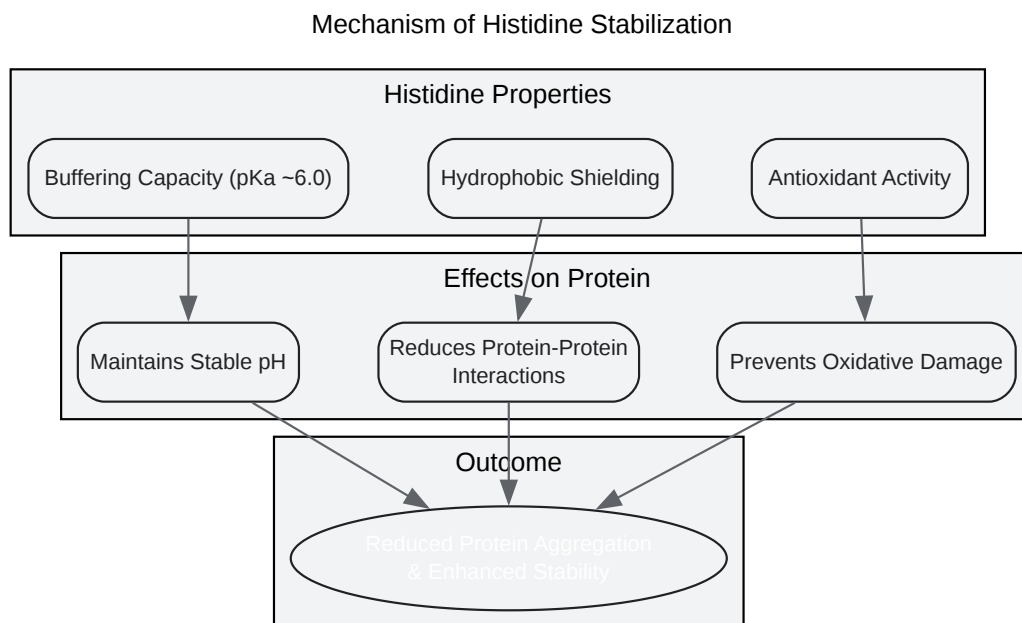 Mechanism of Histidine Stabilization
Histidine Properties
Buffering Capacity (pKa ~6.0)
Hydrophobic Shielding
Antioxidant Activity
Effects on Protein
Maintains Stable pH
Reduces Protein-Protein
Interactions
Prevents Oxidative Damage
Outcome
Reduced Protein Aggregation
& Enhanced Stability